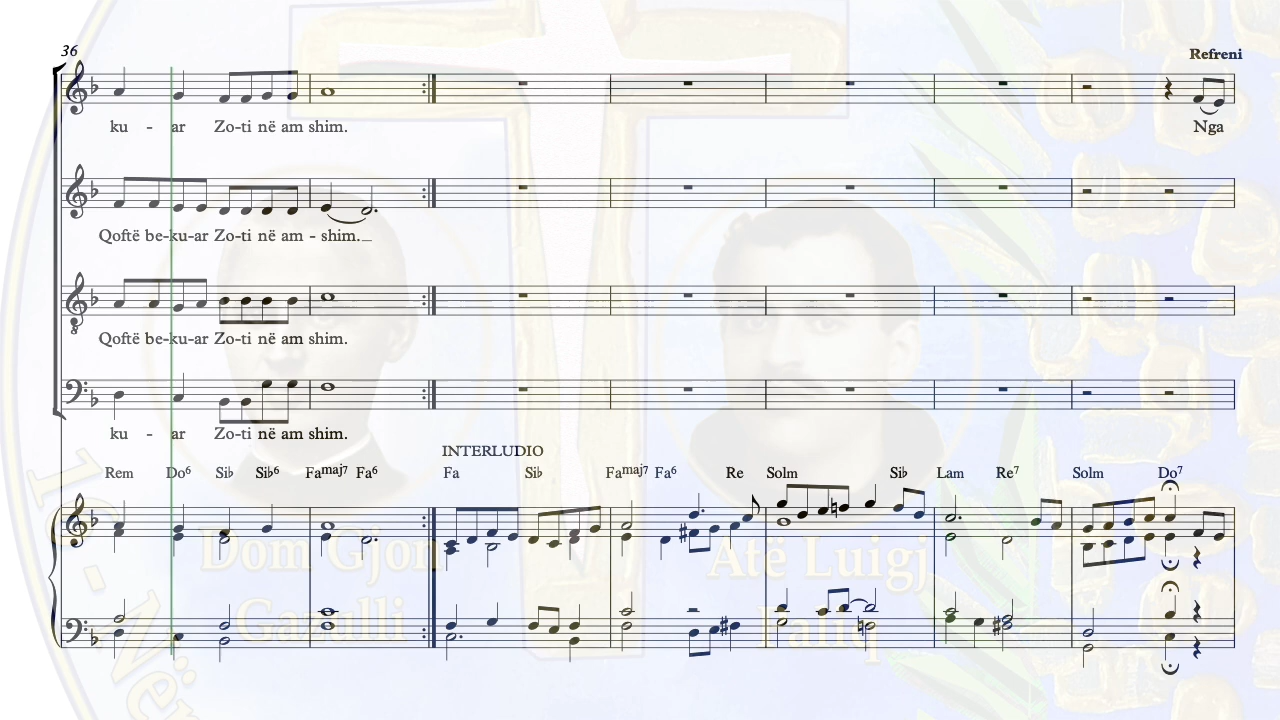 36
Refreni
ku - ar Zo-ti në am shim.
Nga
Qoftë be-ku-ar Zo-ti në am - shim.
Qoftë be-ku-ar Zo-ti në am shim.
ku - ar Zo-ti në am shim.
INTERLUDIO
Rem Do6 Sib Sib6 Famaj7 Fa6 Fa Sib Famaj7 Fa6 Re Solm Sib Lam Re7 Solm Do7
Dom Gjon
Gazulli
Atë Luigj
Paliq
16 - Nën